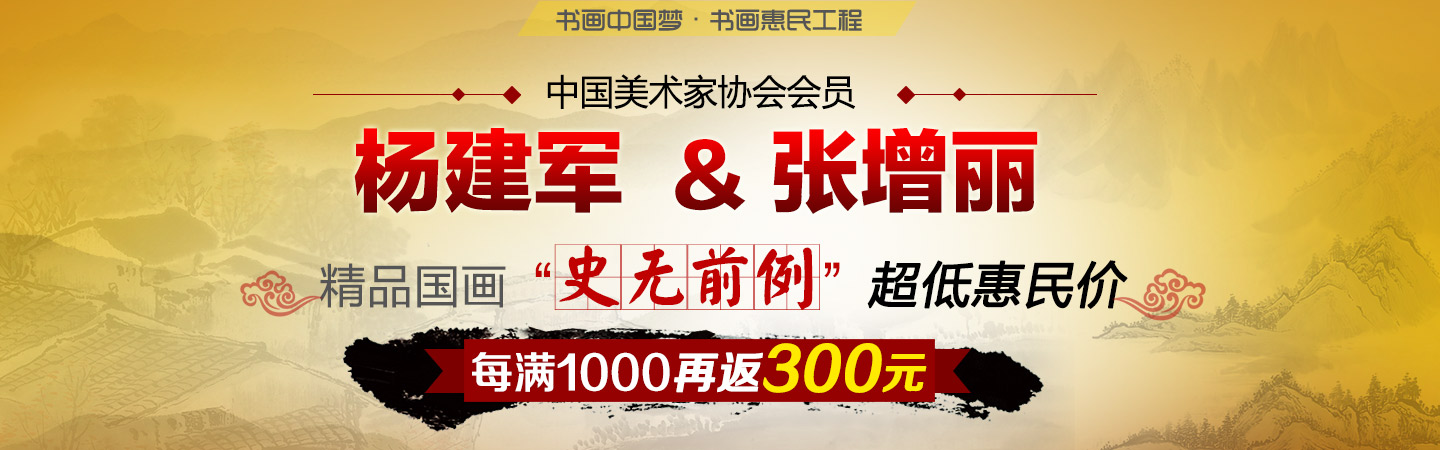 书画中国梦·书画惠民工程
中国美术家协会会员
杨建军 & 张增丽
精品国画 “史无前例” 超低惠民价
每满1000再返300元